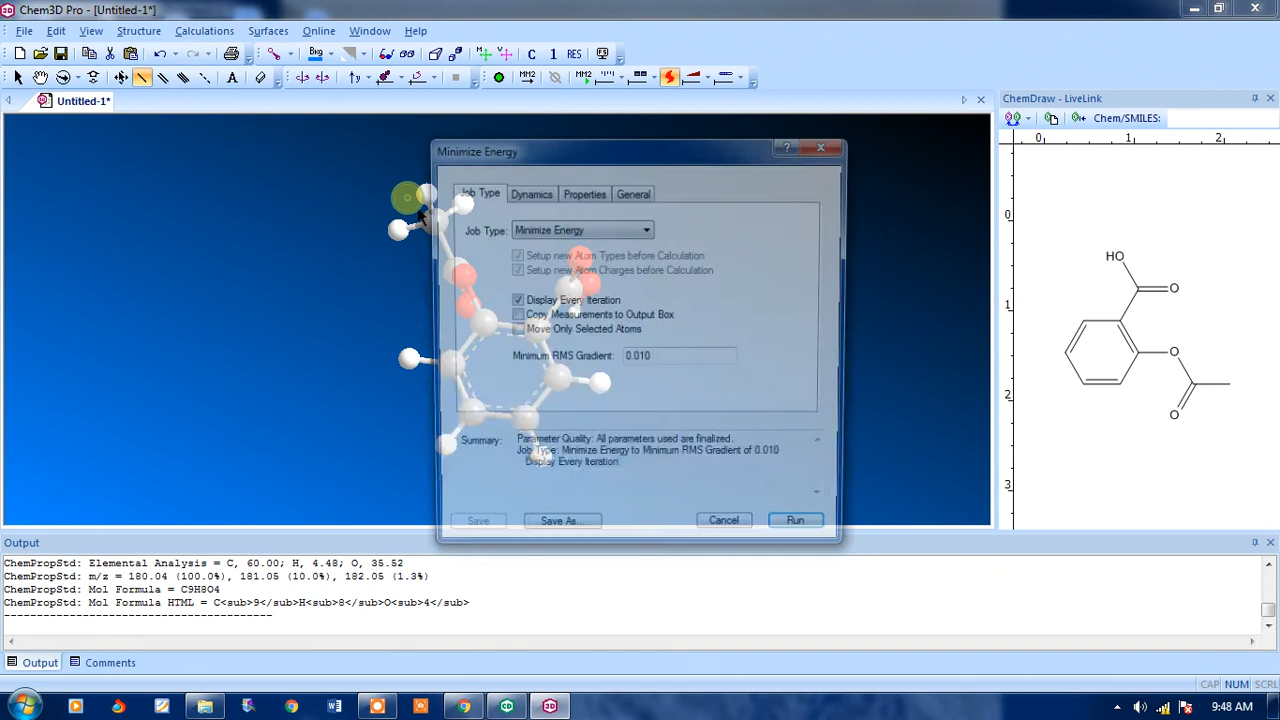 Chem3D Pro - [Untitled-1*]
File Edit View Structure Calculations Surfaces Online Window Help
Bkg C 1 RES
A MM2 MM2
Untitled-1*
ChemDraw - LiveLink
Chem/SMILES:
0 1 2
0
1
2
3
HO
O
O
O
Minimize Energy
Job Type Dynamics Properties General
Job Type: Minimize Energy
Setup new Atom Types before Calculation
Setup new Atom Charges before Calculation
Display Every Iteration
Copy Measurements to Output Box
Move Only Selected Atoms
Minimum RMS Gradient: 0.010
Summary: Parameter Quality: All parameters used are finalized.
Job Type: Minimize Energy to Minimum RMS Gradient of 0.010
Display Every Iteration
Save Save As... Cancel Run
Output
ChemPropStd: Elemental Analysis = C, 60.00; H, 4.48; O, 35.52
ChemPropStd: m/z = 180.04 (100.0%), 181.05 (10.0%), 182.05 (1.3%)
ChemPropStd: Mol Formula = C9H8O4
ChemPropStd: Mol Formula HTML = C<sub>9</sub>H<sub>8</sub>O<sub>4</sub>
----------------------------------------
Output Comments
CAP NUM SCRL
9:48 AM